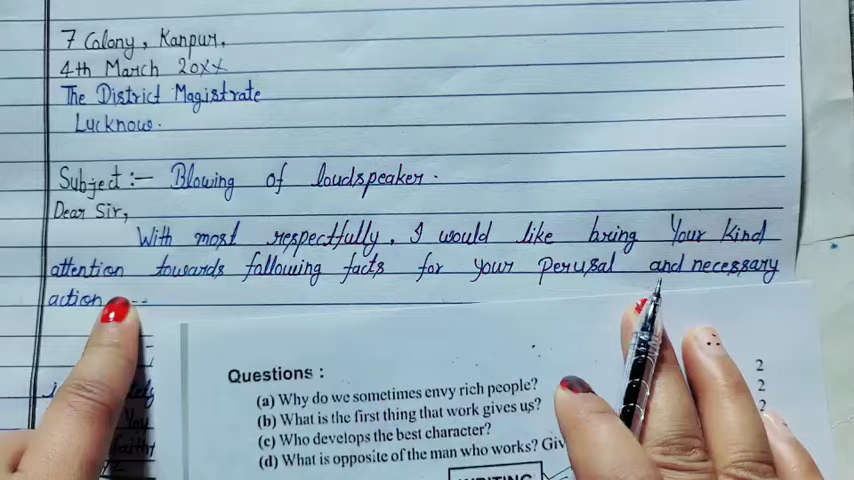 7 Colony, Kanpur,
4th March 20xx
The District Magistrate
Lucknow.
Subject :- Blowing of loudspeaker.
Dear Sir,
With most respectfully, I would like bring Your Kind
attention towards following facts for your perusal and necessary
action
Questions :
(a) Why do we sometimes envy rich people? 2
(b) What is the first thing that work gives us? 2
(c) Who develops the best character? 2
(d) What is opposite of the man who works?